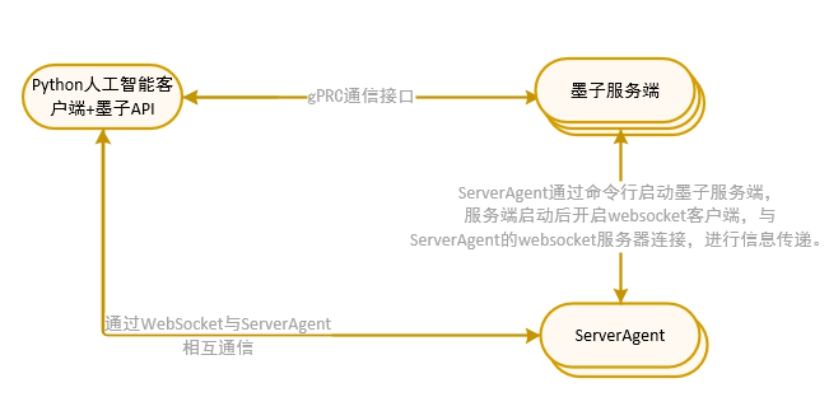 Python人工智能客
户端+墨子API
gPRC通信接口
墨子服务端
ServerAgent通过命令行启动墨子服务端，
服务端启动后开启websocket客户端，与
ServerAgent的websocket服务器连接，进行信息传递。
通过WebSocket与ServerAgent
相互通信
ServerAgent